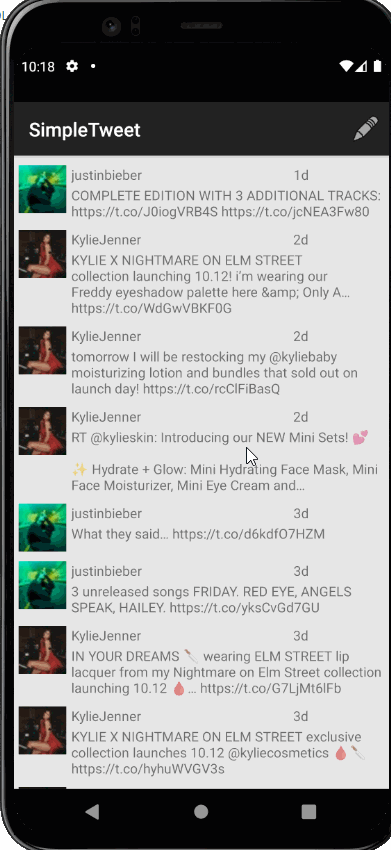 10:18
SimpleTweet
justinbieber 1d
COMPLETE EDITION WITH 3 ADDITIONAL TRACKS:
https://t.co/J0iogVRB4S https://t.co/jcNEA3Fw80
KylieJenner 2d
KYLIE X NIGHTMARE ON ELM STREET
collection launching 10.12! i'm wearing our
Freddy eyeshadow palette here &amp; Only A…
https://t.co/WdGwVBKF0G
KylieJenner 2d
tomorrow I will be restocking my @kyliebaby
moisturizing lotion and bundles that sold out on
launch day! https://t.co/rcClFiBasQ
KylieJenner 2d
RT @kylieskin: Introducing our NEW Mini Sets! 💕
✨ Hydrate + Glow: Mini Hydrating Face Mask, Mini
Face Moisturizer, Mini Eye Cream and…
justinbieber 3d
What they said… https://t.co/d6kdfO7HZM
justinbieber 3d
3 unreleased songs FRIDAY. RED EYE, ANGELS
SPEAK, HAILEY. https://t.co/yksCvGd7GU
KylieJenner 3d
IN YOUR DREAMS 🔪 wearing ELM STREET lip
lacquer from my Nightmare on Elm Street collection
launching 10.12 🩸… https://t.co/G7LjMt6lFb
KylieJenner 3d
KYLIE X NIGHTMARE ON ELM STREET exclusive
collection launches 10.12 @kyliecosmetics 🩸🔪
https://t.co/hyhuWVGV3s